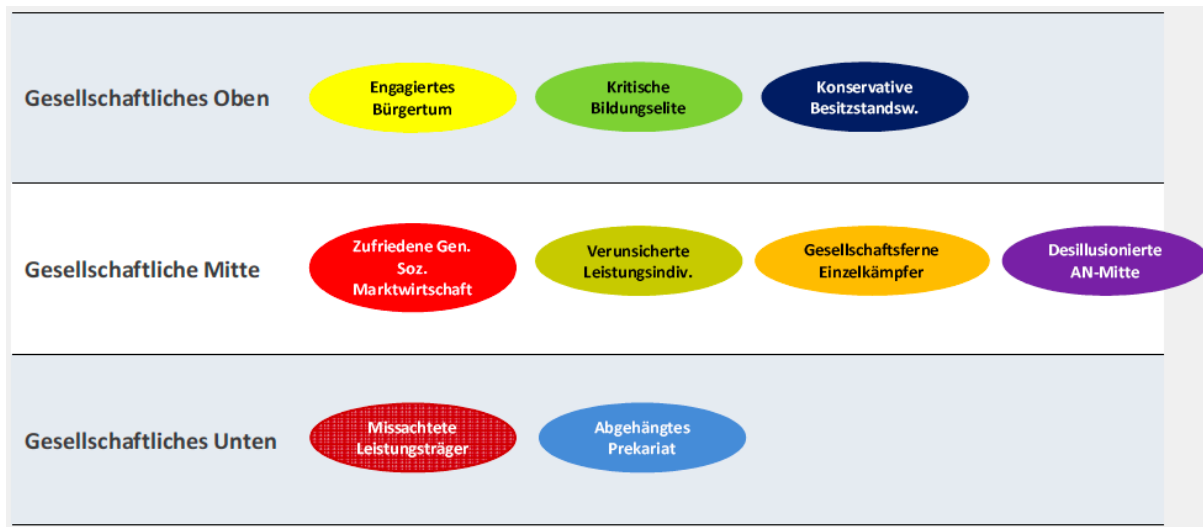 Gesellschaftliches Oben
Engagiertes
Bürgertum
Kritische
Bildungselite
Konservative
Besitzstandsw.
Gesellschaftliche Mitte
Zufriedene Gen.
Soz.
Marktwirtschaft
Verunsicherte
Leistungsindiv.
Gesellschaftsferne
Einzelkämpfer
Desillusionierte
AN-Mitte
Gesellschaftliches Unten
Missachtete
Leistungsträger
Abgehängtes
Prekariat